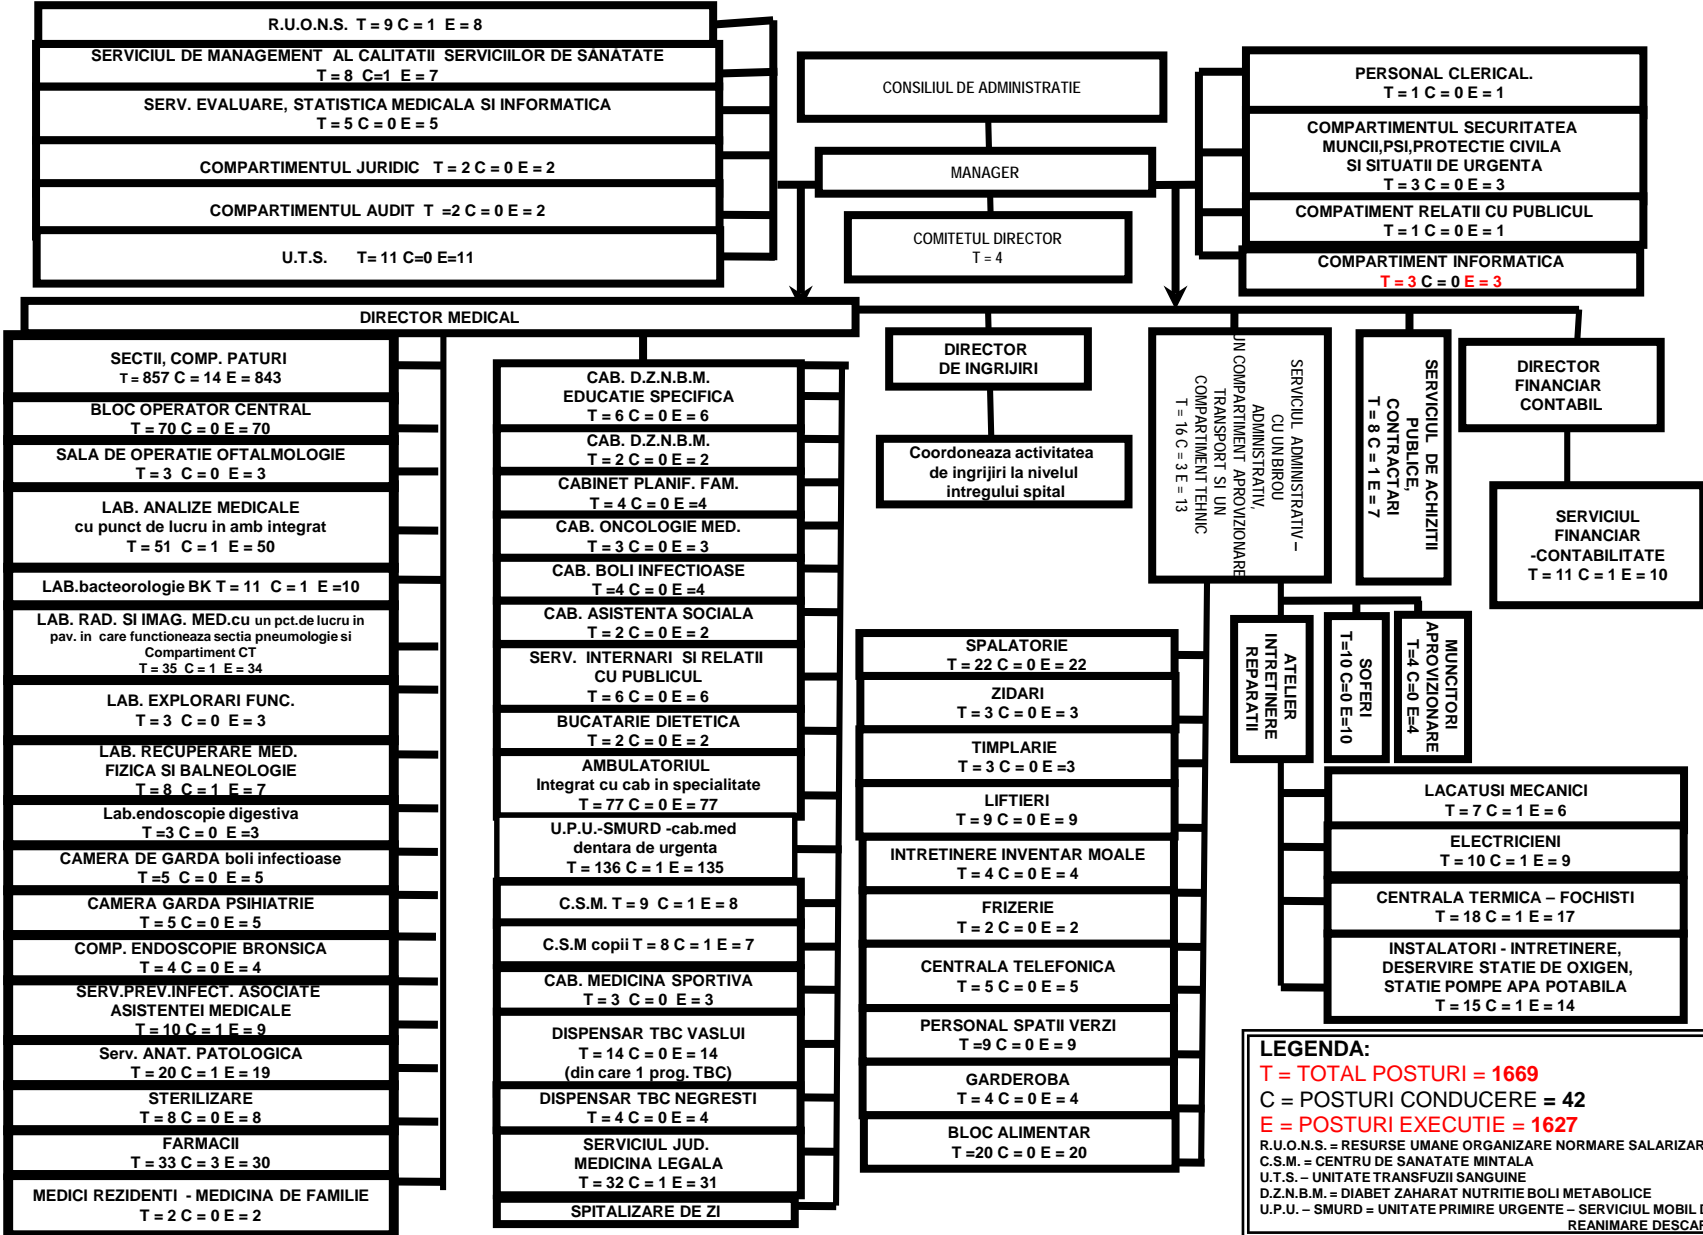 R.U.O.N.S. T = 9 C = 1 E = 8
SERVICIUL DE MANAGEMENT AL CALITATII SERVICIILOR DE SANATATE
T = 8 C=1 E = 7
SERV. EVALUARE, STATISTICA MEDICALA SI INFORMATICA
T = 5 C = 0 E = 5
COMPARTIMENTUL JURIDIC T = 2 C = 0 E = 2
COMPARTIMENTUL AUDIT T =2 C = 0 E = 2
U.T.S. T= 11 C=0 E=11
CONSILIUL DE ADMINISTRATIE
MANAGER
COMITETUL DIRECTOR
T = 4
PERSONAL CLERICAL.
T = 1 C = 0 E = 1
COMPARTIMENTUL SECURITATEA
MUNCII,PSI,PROTECTIE CIVILA
SI SITUATII DE URGENTA
T = 3 C = 0 E = 3
COMPATIMENT RELATII CU PUBLICUL
T = 1 C = 0 E = 1
COMPARTIMENT INFORMATICA
T = 3 C = 0 E = 3
DIRECTOR MEDICAL
SECTII, COMP. PATURI
T = 857 C = 14 E = 843
BLOC OPERATOR CENTRAL
T = 70 C = 0 E = 70
SALA DE OPERATIE OFTALMOLOGIE
T = 3 C = 0 E = 3
LAB. ANALIZE MEDICALE
cu punct de lucru in amb integrat
T = 51 C = 1 E = 50
LAB.bacteorologie BK T = 11 C = 1 E =10
LAB. RAD. SI IMAG. MED.cu un pct.de lucru in
pav. in care functioneaza sectia pneumologie si
Compartiment CT
T = 35 C = 1 E = 34
LAB. EXPLORARI FUNC.
T = 3 C = 0 E = 3
LAB. RECUPERARE MED.
FIZICA SI BALNEOLOGIE
T = 8 C = 1 E = 7
Lab.endoscopie digestiva
T =3 C = 0 E =3
CAMERA DE GARDA boli infectioase
T =5 C = 0 E = 5
CAMERA GARDA PSIHIATRIE
T = 5 C = 0 E = 5
COMP. ENDOSCOPIE BRONSICA
T = 4 C = 0 E = 4
SERV.PREV.INFECT. ASOCIATE
ASISTENTEI MEDICALE
T = 10 C = 1 E = 9
Serv. ANAT. PATOLOGICA
T = 20 C = 1 E = 19
STERILIZARE
T = 8 C = 0 E = 8
FARMACII
T = 33 C = 3 E = 30
MEDICI REZIDENTI - MEDICINA DE FAMILIE
T = 2 C = 0 E = 2
CAB. D.Z.N.B.M.
EDUCATIE SPECIFICA
T = 6 C = 0 E = 6
CAB. D.Z.N.B.M.
T = 2 C = 0 E = 2
CABINET PLANIF. FAM.
T = 4 C = 0 E =4
CAB. ONCOLOGIE MED.
T = 3 C = 0 E = 3
CAB. BOLI INFECTIOASE
T =4 C = 0 E =4
CAB. ASISTENTA SOCIALA
T = 2 C = 0 E = 2
SERV. INTERNARI SI RELATII
CU PUBLICUL
T = 6 C = 0 E = 6
BUCATARIE DIETETICA
T = 2 C = 0 E = 2
AMBULATORIUL
Integrat cu cab in specialitate
T = 77 C = 0 E = 77
U.P.U.-SMURD -cab.med
dentara de urgenta
T = 136 C = 1 E = 135
C.S.M. T = 9 C = 1 E = 8
C.S.M copii T = 8 C = 1 E = 7
CAB. MEDICINA SPORTIVA
T = 3 C = 0 E = 3
DISPENSAR TBC VASLUI
T = 14 C = 0 E = 14
(din care 1 prog. TBC)
DISPENSAR TBC NEGRESTI
T = 4 C = 0 E = 4
SERVICIUL JUD.
MEDICINA LEGALA
T = 32 C = 1 E = 31
SPITALIZARE DE ZI
DIRECTOR
DE INGRIJIRI
Coordoneaza activitatea
de ingrijiri la nivelul
intregului spital
SERVICIUL ADMINISTRATIV –
CU UN BIROU
ADMINISTRATIV,
UN COMPARTIMENT APROVIZIONARE
TRANSPORT SI UN
COMPARTIMENT TEHNIC
T = 16 C = 3 E = 13
SERVICIUL DE ACHIZITII
PUBLICE,
CONTRACTARI
T = 8 C = 1 E = 7
DIRECTOR
FINANCIAR
CONTABIL
SERVICIUL
FINANCIAR
-CONTABILITATE
T = 11 C = 1 E = 10
SPALATORIE
T = 22 C = 0 E = 22
ZIDARI
T = 3 C = 0 E = 3
TIMPLARIE
T = 3 C = 0 E =3
LIFTIERI
T = 9 C = 0 E = 9
INTRETINERE INVENTAR MOALE
T = 4 C = 0 E = 4
FRIZERIE
T = 2 C = 0 E = 2
CENTRALA TELEFONICA
T = 5 C = 0 E = 5
PERSONAL SPATII VERZI
T =9 C = 0 E = 9
GARDEROBA
T = 4 C = 0 E = 4
BLOC ALIMENTAR
T =20 C = 0 E = 20
ATELIER
INTRETINERE
REPARATII
SOFERI
T=10 C=0 E=10
MUNCITORI
APROVIZIONARE
T=4 C=0 E=4
LACATUSI MECANICI
T = 7 C = 1 E = 6
ELECTRICIENI
T = 10 C = 1 E = 9
CENTRALA TERMICA – FOCHISTI
T = 18 C = 1 E = 17
INSTALATORI - INTRETINERE,
DESERVIRE STATIE DE OXIGEN,
STATIE POMPE APA POTABILA
T = 15 C = 1 E = 14
LEGENDA:
T = TOTAL POSTURI = 1669
C = POSTURI CONDUCERE = 42
E = POSTURI EXECUTIE = 1627
R.U.O.N.S. = RESURSE UMANE ORGANIZARE NORMARE SALARIZAR
C.S.M. = CENTRU DE SANATATE MINTALA
U.T.S. – UNITATE TRANSFUZII SANGUINE
D.Z.N.B.M. = DIABET ZAHARAT NUTRITIE BOLI METABOLICE
U.P.U. – SMURD = UNITATE PRIMIRE URGENTE – SERVICIUL MOBIL D
REANIMARE DESCAR